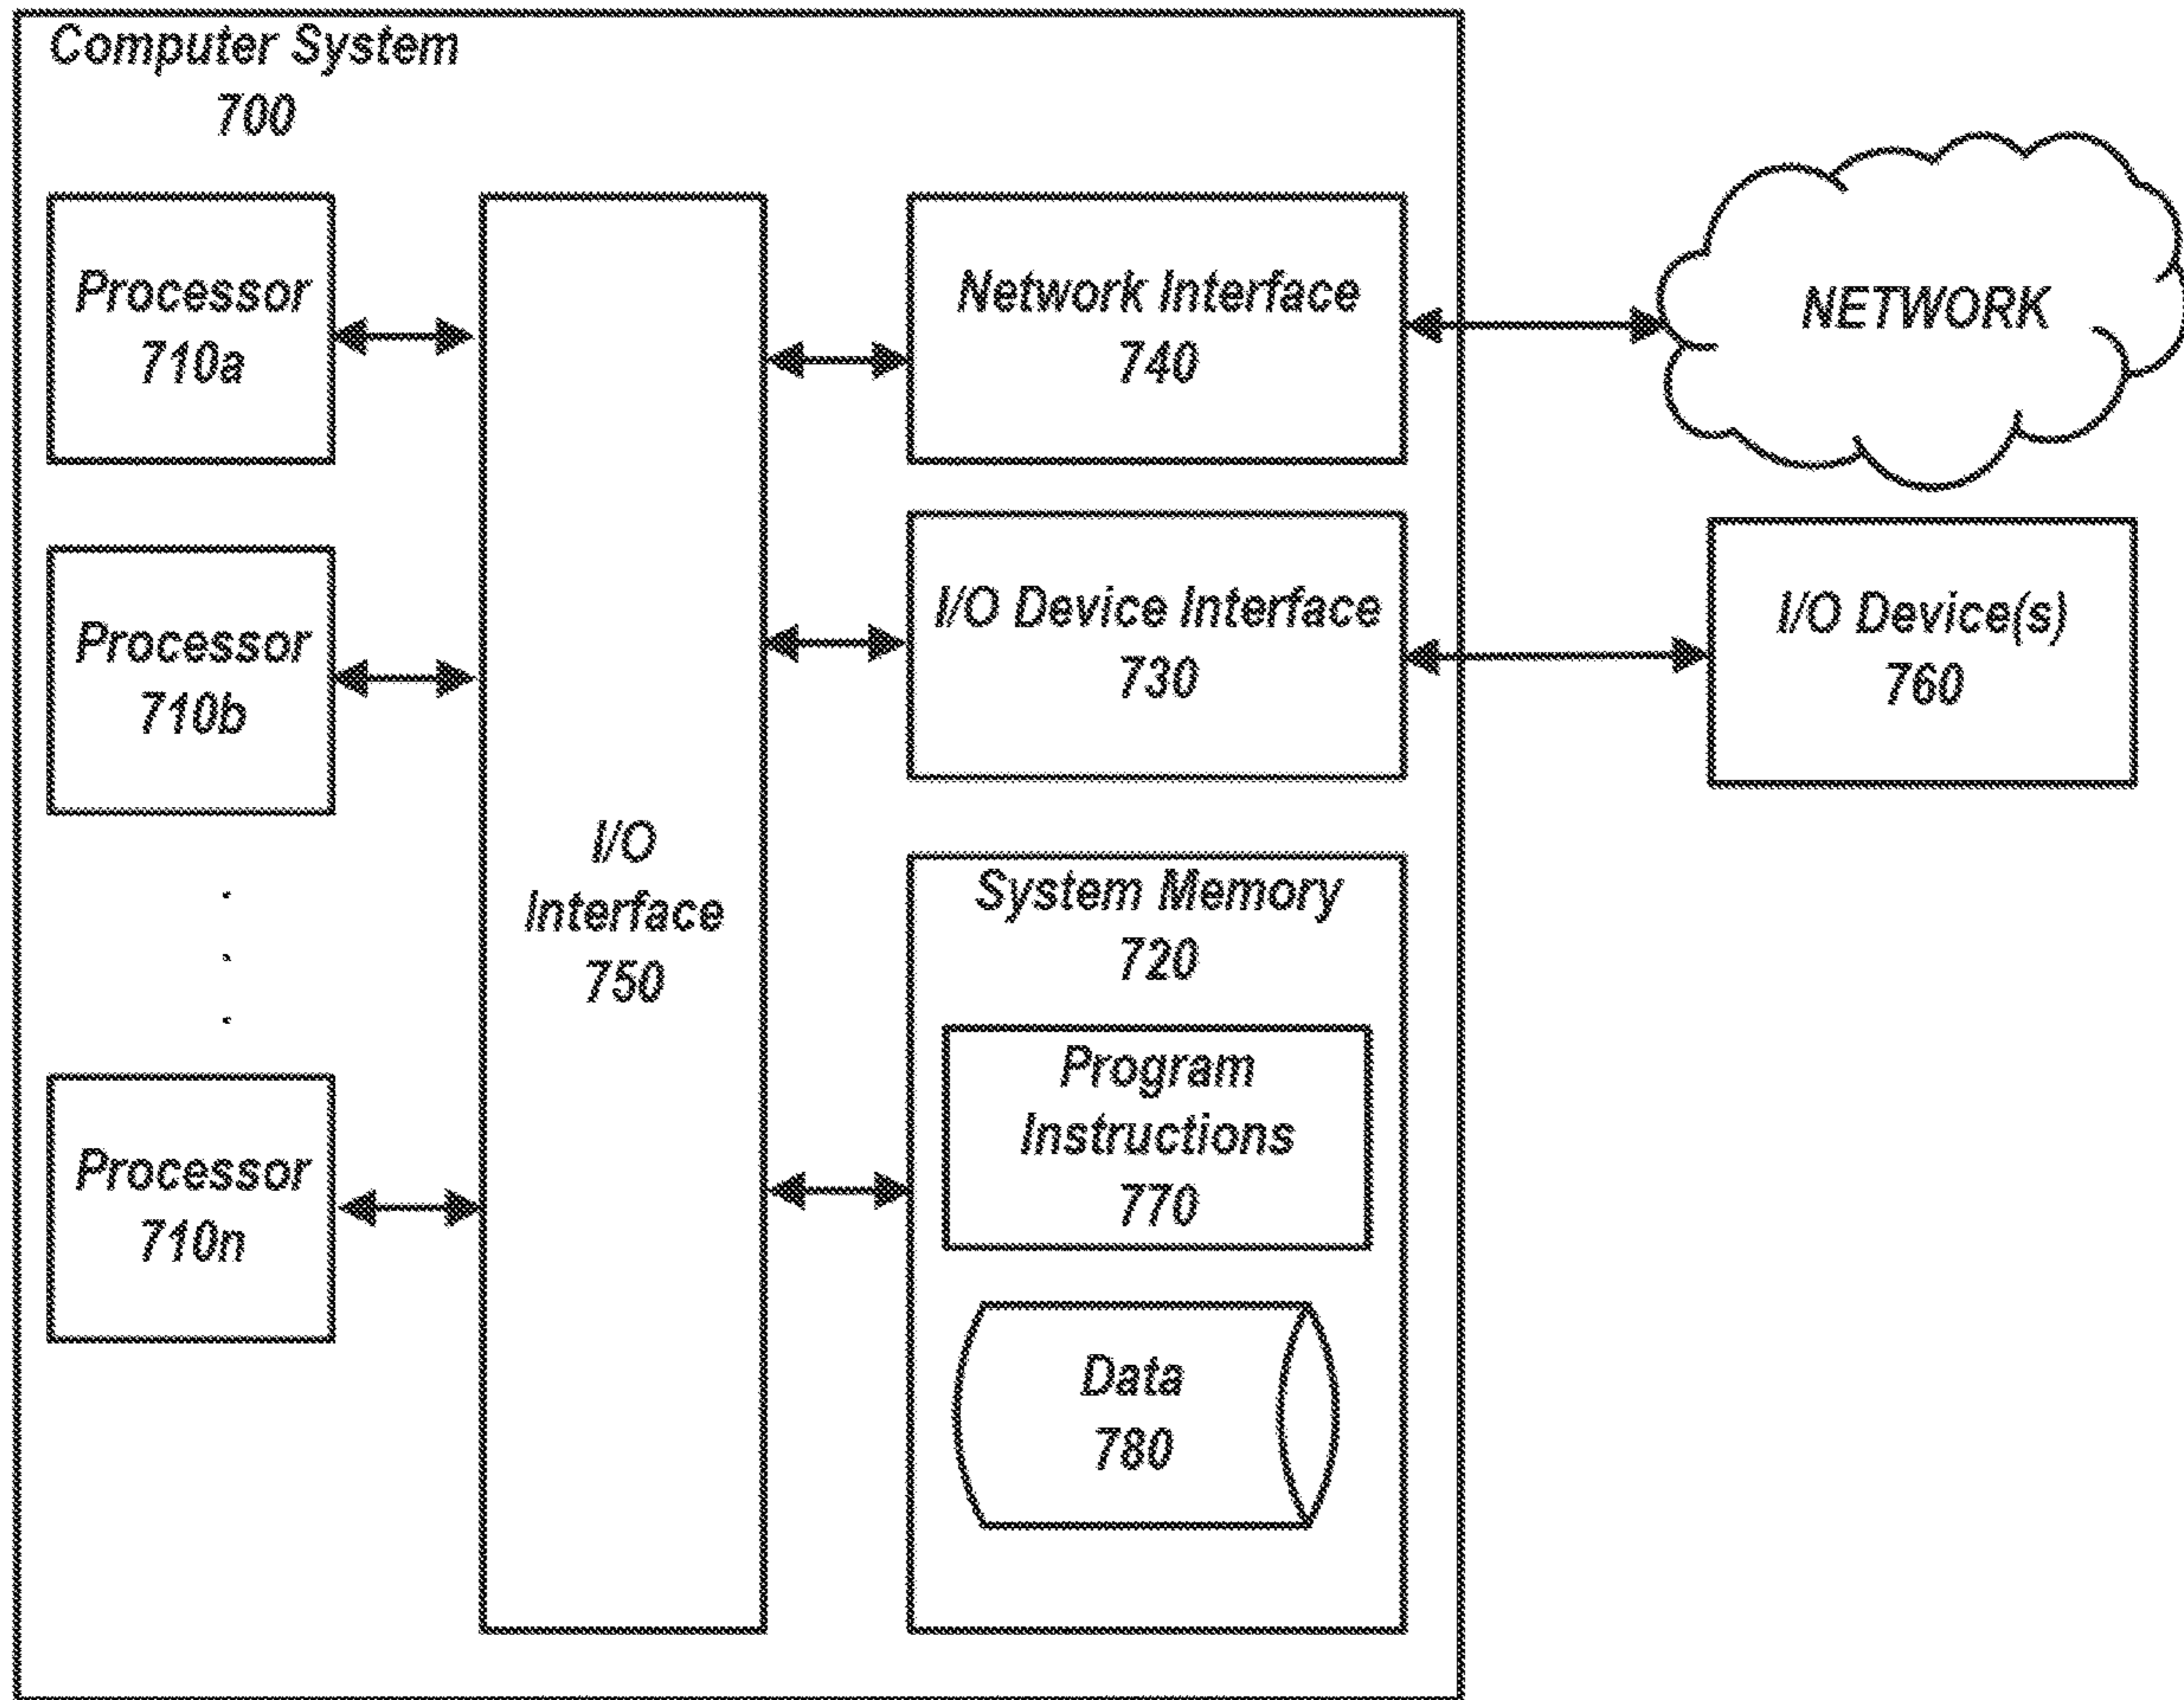 Computer System
700
Processor
710a
Processor
710b
.
.
.
Processor
710n
I/O
Interface
750
Network Interface
740
I/O Device Interface
730
System Memory
720
Program
Instructions
770
Data
780
NETWORK
I/O Device(s)
760